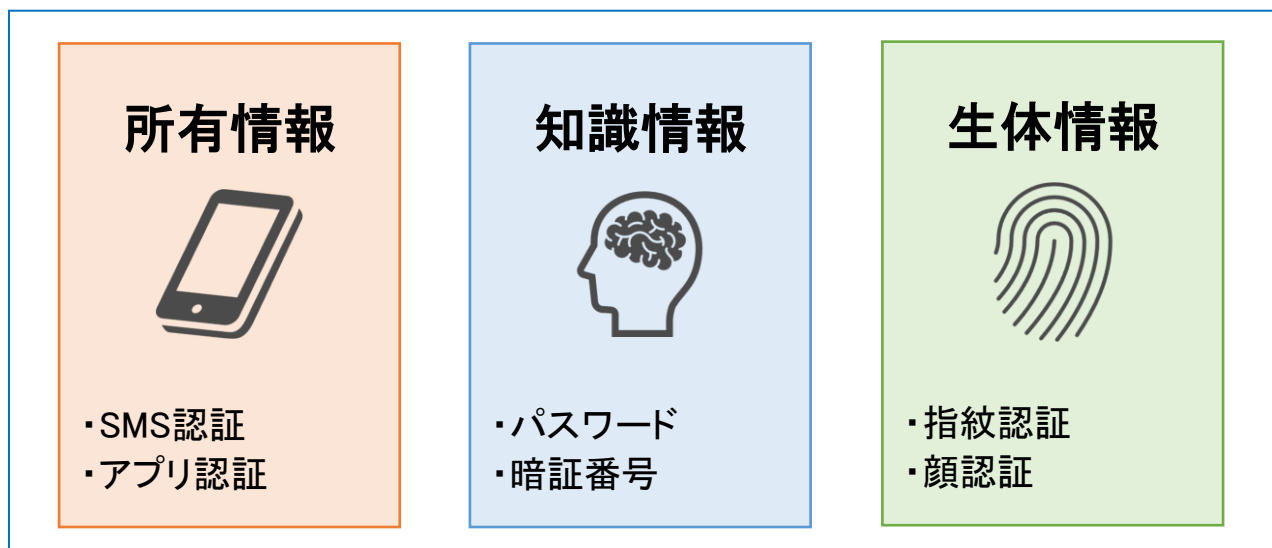 所有情報
・SMS認証
・アプリ認証
知識情報
・パスワード
・暗証番号
生体情報
・指紋認証
・顔認証